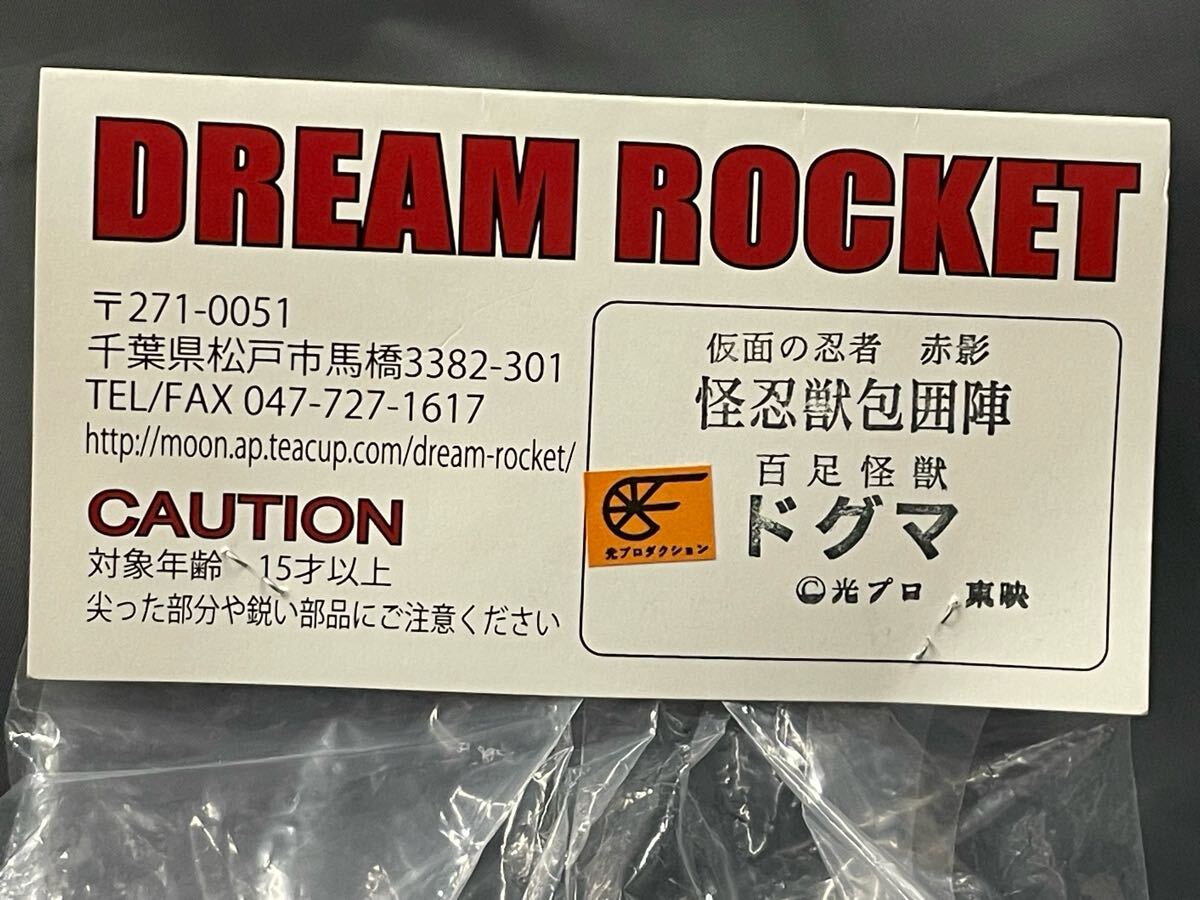 DREAM ROCKET
〒271-0051
千葉県松戸市馬橋3382-301
TEL/FAX 047-727-1617
http://moon.ap.teacup.com/dream-rocket/
CAUTION
対象年齢 15才以上
尖った部分や鋭い部品にご注意ください
仮面の忍者 赤影
怪忍獣包囲陣
百足怪獣
ドグマ
光プロダクション
©光プロ 東映